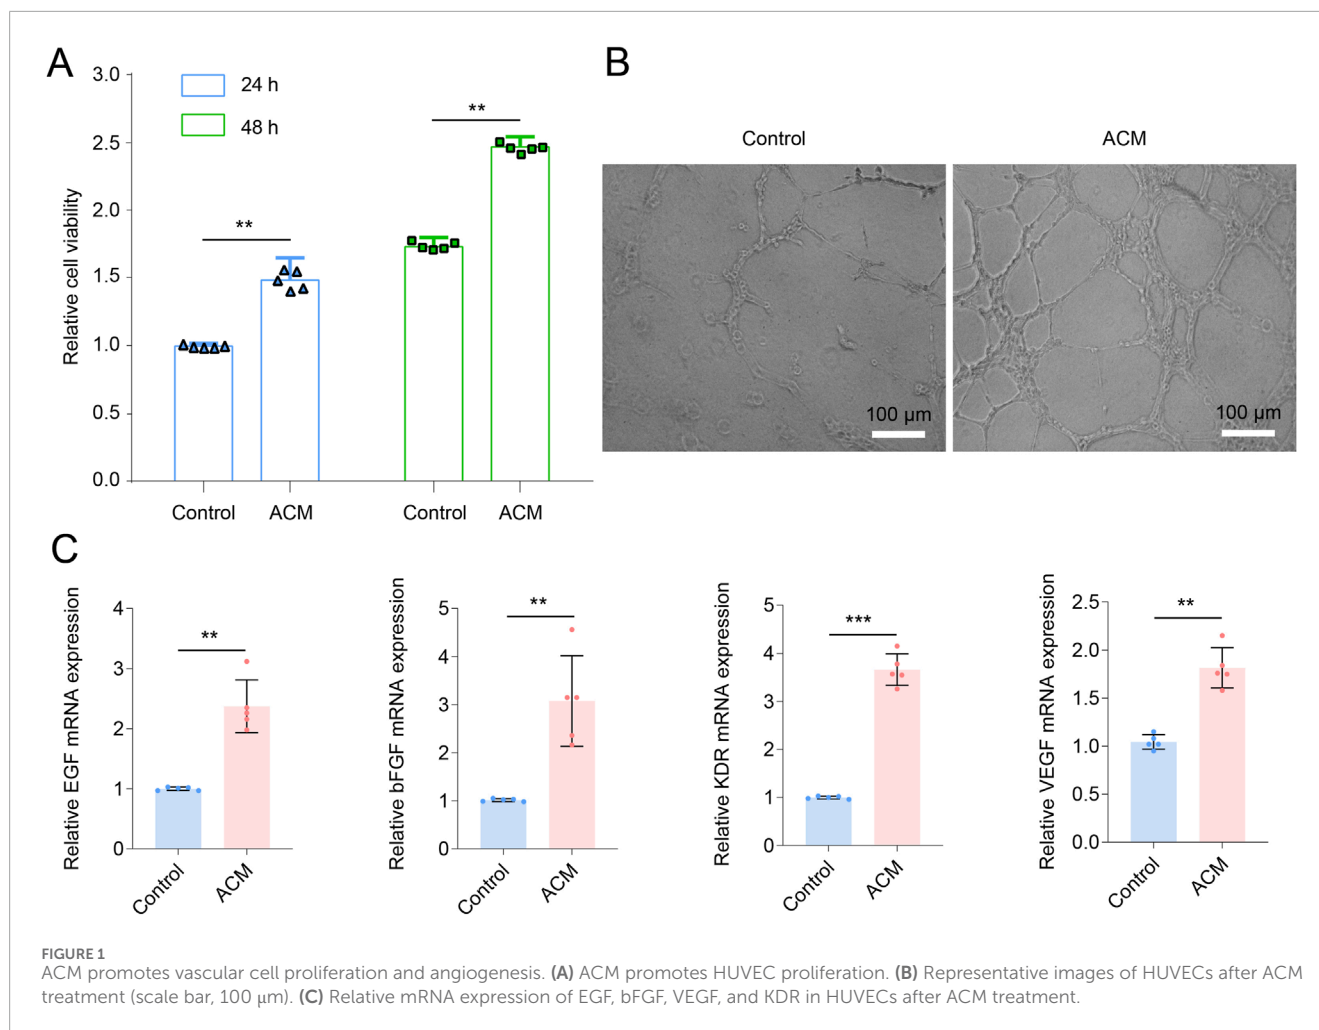 A
3.0
2.5
2.0
1.5
1.0
0.5
0.0
Relative cell viability
24 h
48 h
**
**
Control
ACM
Control
ACM
B
Control
ACM
100 µm
100 µm
C
Relative EGF mRNA expression
4
3
2
1
0
**
Control
ACM
Relative bFGF mRNA expression
5
4
3
2
1
0
**
Control
ACM
Relative KDR mRNA expression
5
4
3
2
1
0
***
Control
ACM
Relative VEGF mRNA expression
2.5
2.0
1.5
1.0
0.5
0.0
**
Control
ACM
FIGURE 1
ACM promotes vascular cell proliferation and angiogenesis. (A) ACM promotes HUVEC proliferation. (B) Representative images of HUVECs after ACM
treatment (scale bar, 100 µm). (C) Relative mRNA expression of EGF, bFGF, VEGF, and KDR in HUVECs after ACM treatment.